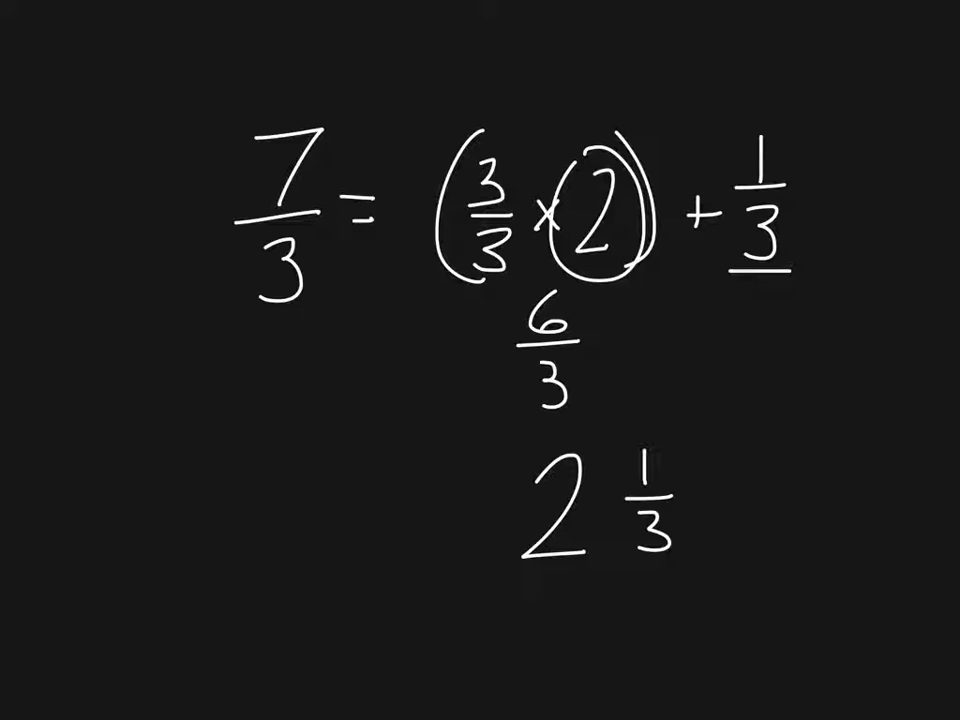 7/3 = (3/3 × 2) + 1/3
6/3
2 1/3